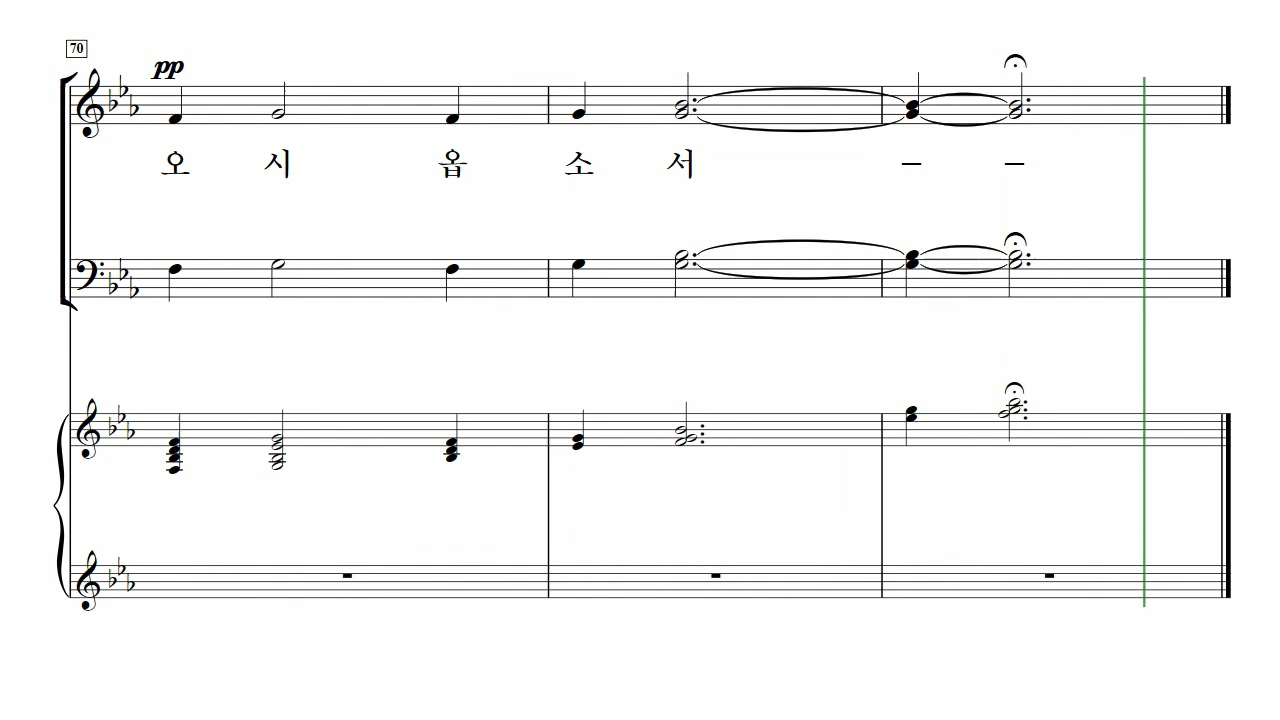 70
pp
오 시 옵 소 서 – –